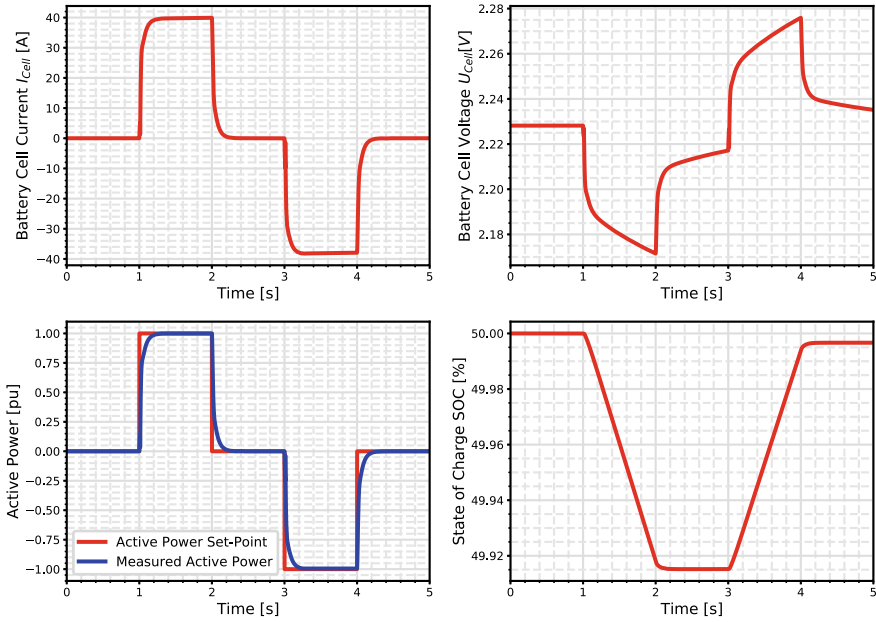 Battery Cell Current I_Cell [A]
40
30
20
10
0
−10
−20
−30
−40
0 1 2 3 4 5
Time [s]
Battery Cell Voltage U_Cell[V]
2.28
2.26
2.24
2.22
2.20
2.18
0 1 2 3 4 5
Time [s]
Active Power [pu]
1.00
0.75
0.50
0.25
0.00
−0.25
−0.50
−0.75
−1.00
Active Power Set-Point
Measured Active Power
0 1 2 3 4 5
Time [s]
State of Charge SOC [%]
50.00
49.98
49.96
49.94
49.92
0 1 2 3 4 5
Time [s]